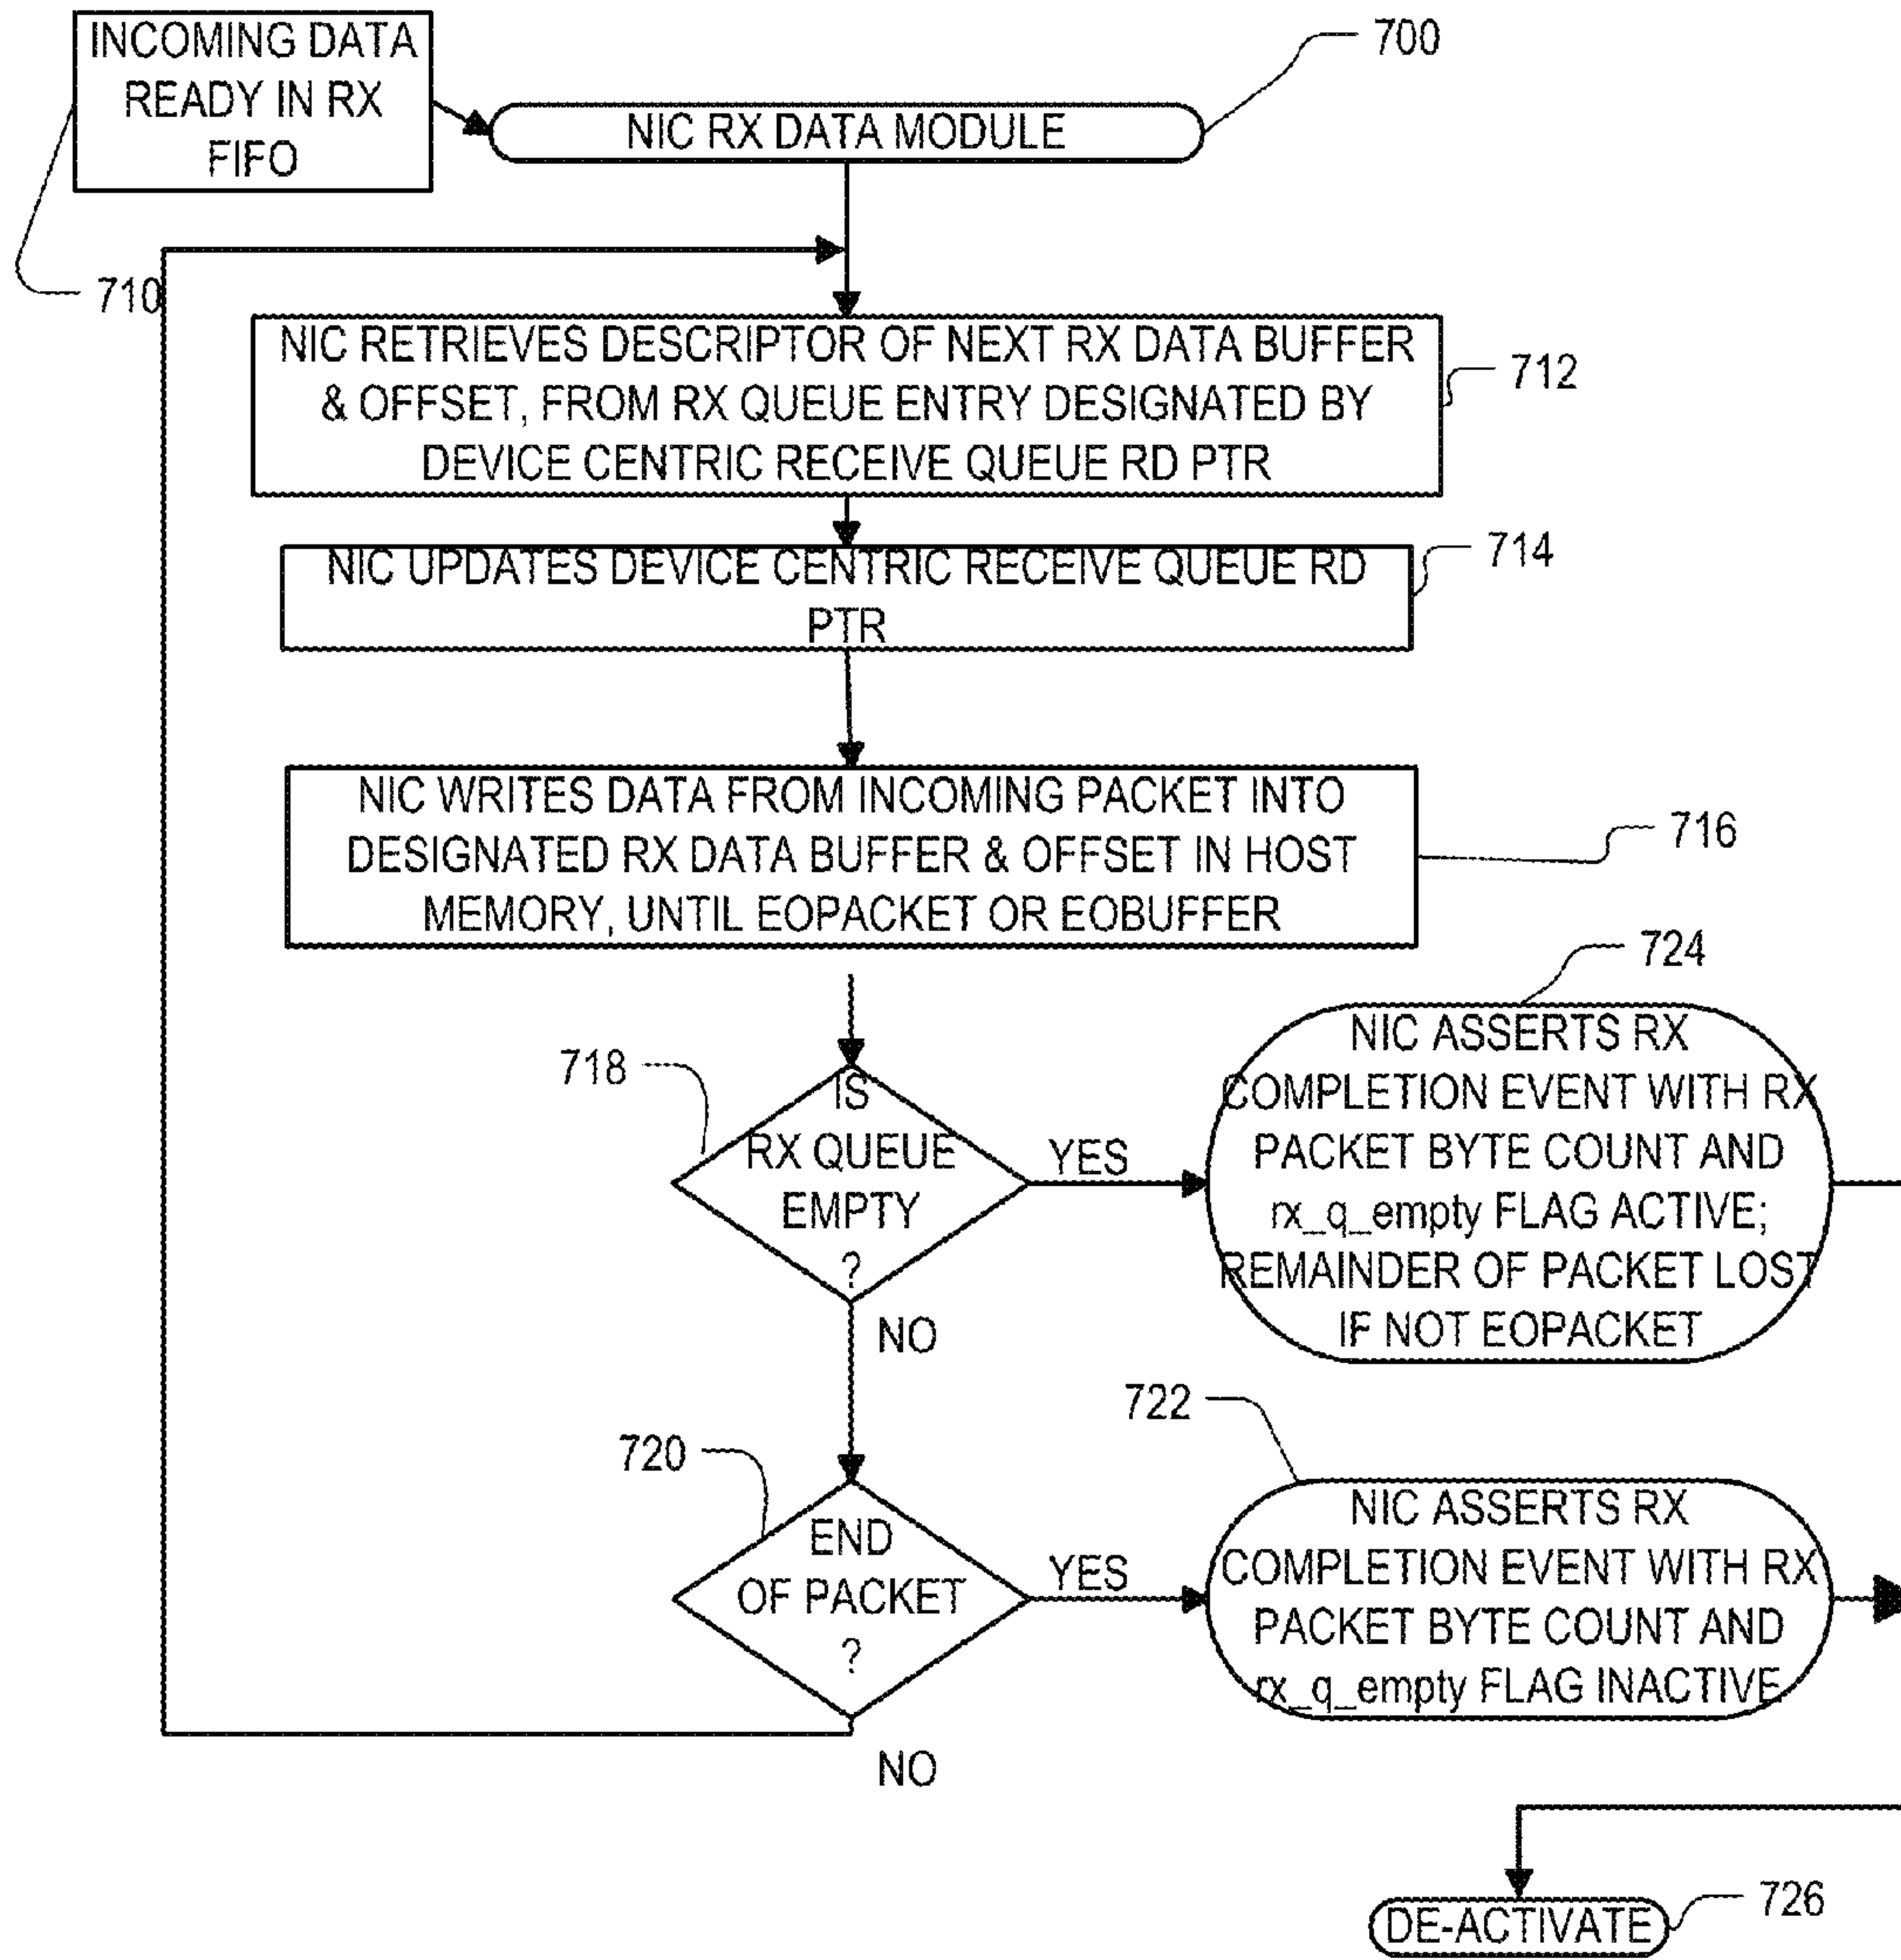 INCOMING DATA
READY IN RX
FIFO
700
NIC RX DATA MODULE
710
NIC RETRIEVES DESCRIPTOR OF NEXT RX DATA BUFFER
& OFFSET, FROM RX QUEUE ENTRY DESIGNATED BY
DEVICE CENTRIC RECEIVE QUEUE RD PTR
712
NIC UPDATES DEVICE CENTRIC RECEIVE QUEUE RD
PTR
714
NIC WRITES DATA FROM INCOMING PACKET INTO
DESIGNATED RX DATA BUFFER & OFFSET IN HOST
MEMORY, UNTIL EOPACKET OR EOBUFFER
716
718
IS
RX QUEUE
EMPTY
?
YES
NO
724
NIC ASSERTS RX
COMPLETION EVENT WITH RX
PACKET BYTE COUNT AND
rx_q_empty FLAG ACTIVE;
REMAINDER OF PACKET LOST
IF NOT EOPACKET
720
END
OF PACKET
?
YES
NO
722
NIC ASSERTS RX
COMPLETION EVENT WITH RX
PACKET BYTE COUNT AND
rx_q_empty FLAG INACTIVE
DE-ACTIVATE
726